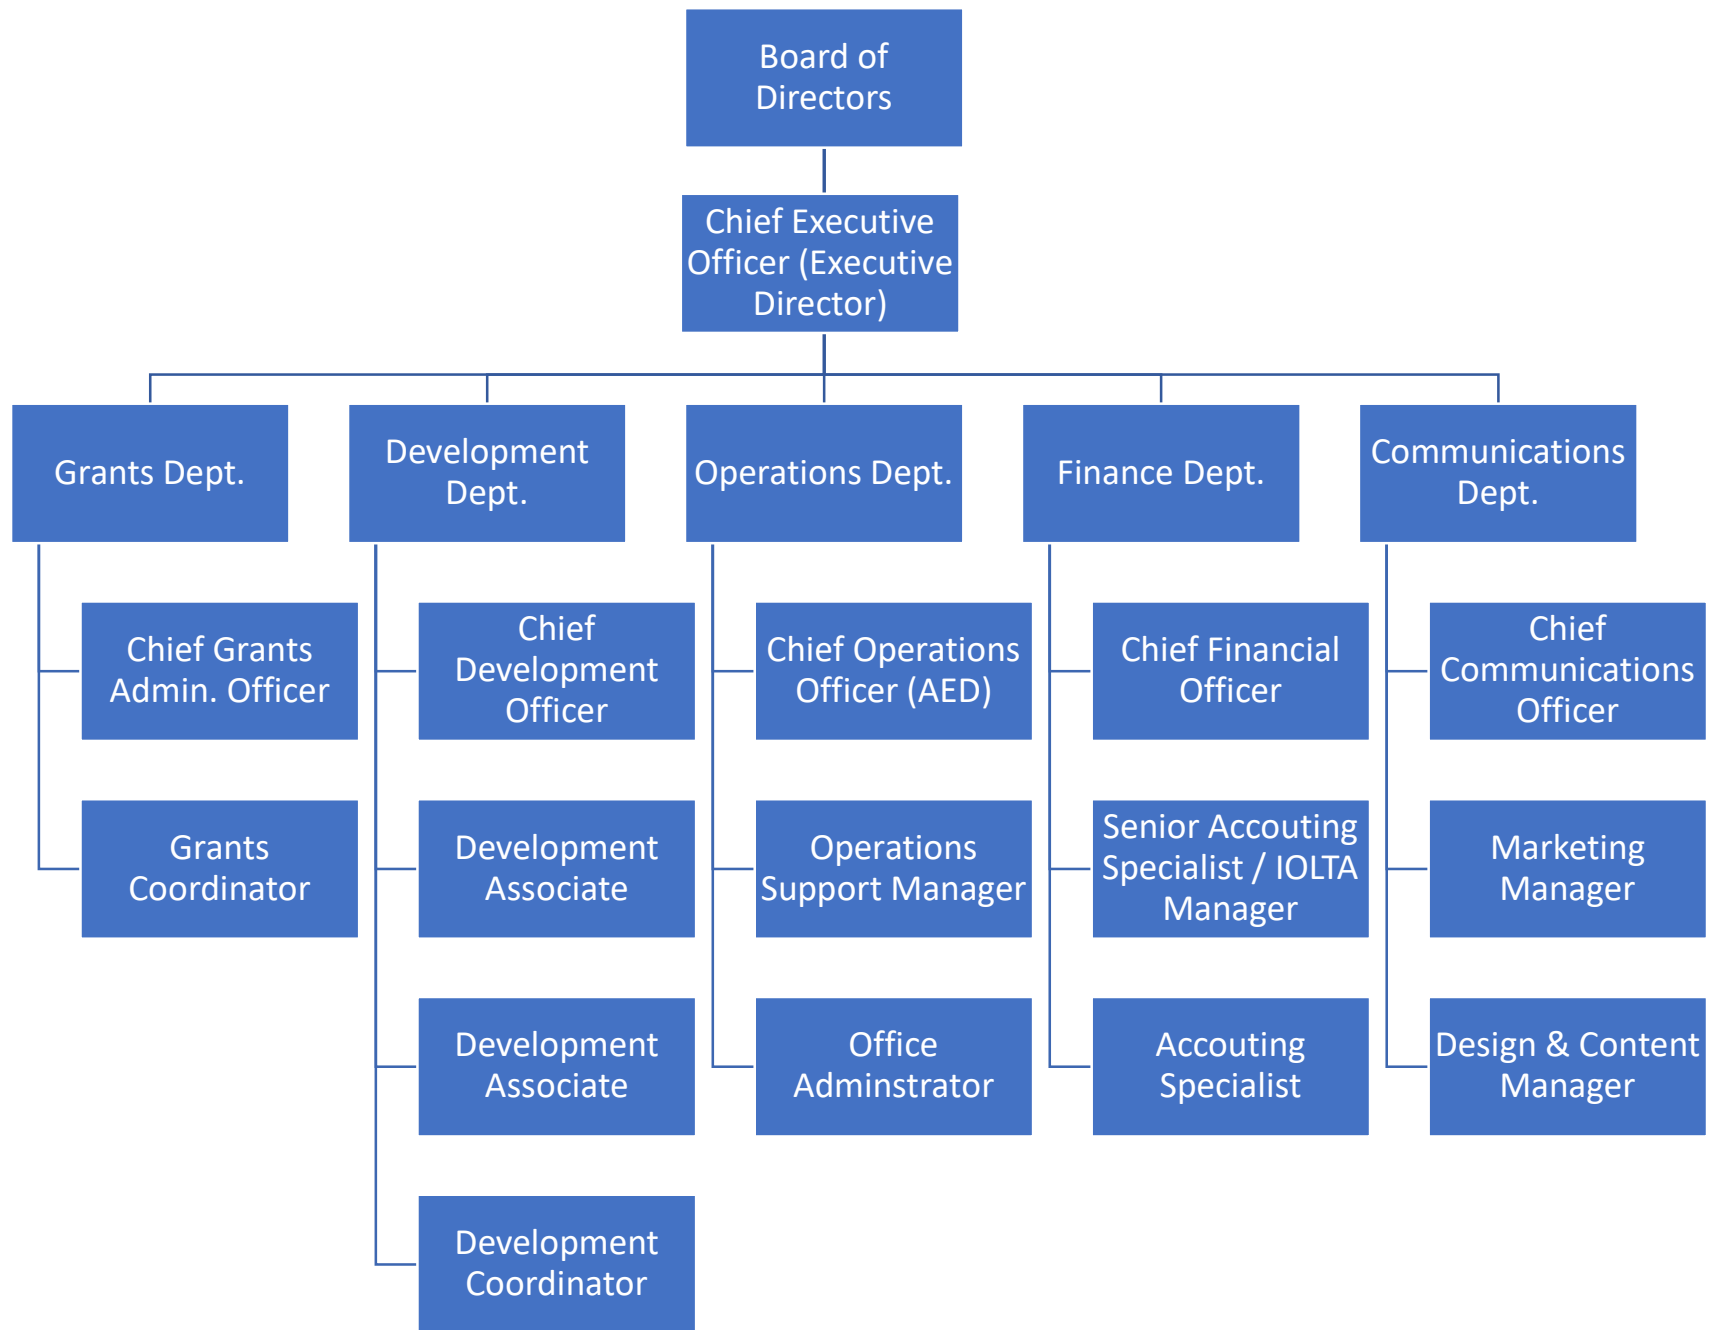 Board of
Directors
Chief Executive
Officer (Executive
Director)
Grants Dept.
Development
Dept.
Operations Dept.
Finance Dept.
Communications
Dept.
Chief Grants
Admin. Officer
Chief
Development
Officer
Chief Operations
Officer (AED)
Chief Financial
Officer
Chief
Communications
Officer
Grants
Coordinator
Development
Associate
Operations
Support Manager
Senior Accouting
Specialist / IOLTA
Manager
Marketing
Manager
Development
Associate
Office
Adminstrator
Accouting
Specialist
Design & Content
Manager
Development
Coordinator